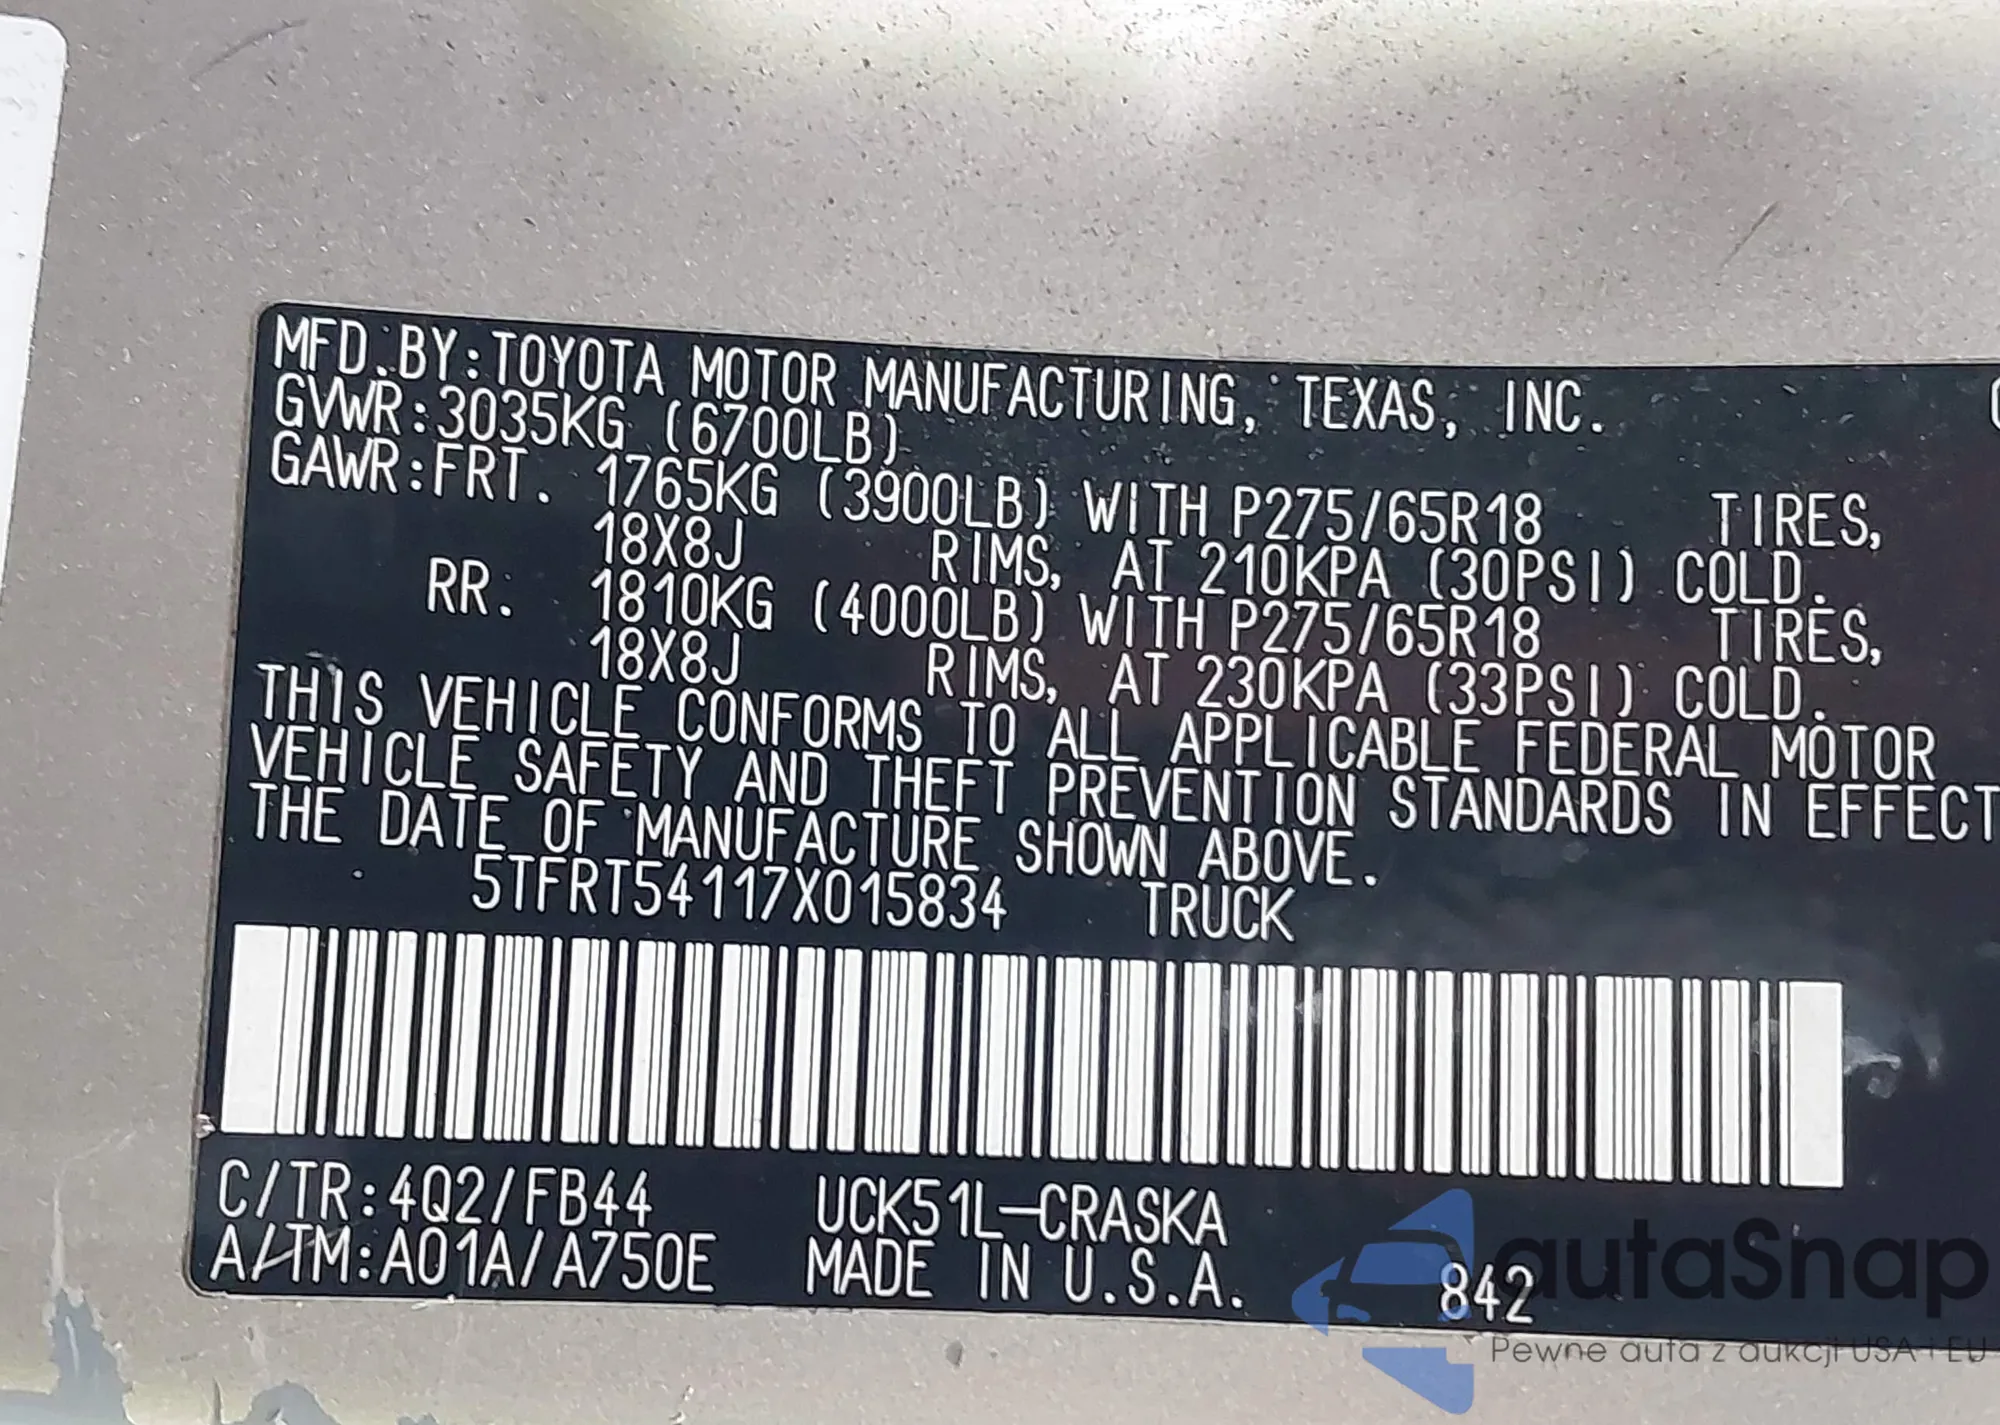 MFD. BY: TOYOTA MOTOR MANUFACTURING, TEXAS, INC.
GVWR: 3035KG (6700LB)
GAWR: FRT. 1765KG (3900LB) WITH P275/65R18 TIRES,
18X8J RIMS, AT 210KPA (30PSI) COLD.
RR. 1810KG (4000LB) WITH P275/65R18 TIRES,
18X8J RIMS, AT 230KPA (33PSI) COLD.
THIS VEHICLE CONFORMS TO ALL APPLICABLE FEDERAL MOTOR
VEHICLE SAFETY AND THEFT PREVENTION STANDARDS IN EFFECT
THE DATE OF MANUFACTURE SHOWN ABOVE.
5TFRT54117X015834 TRUCK
C/TR: 4Q2/FB44 UCK51L-CRASKA
A/TM: A01A/A750E MADE IN U.S.A. 842
autoSnap
Pewne auta z aukcji USA i EU